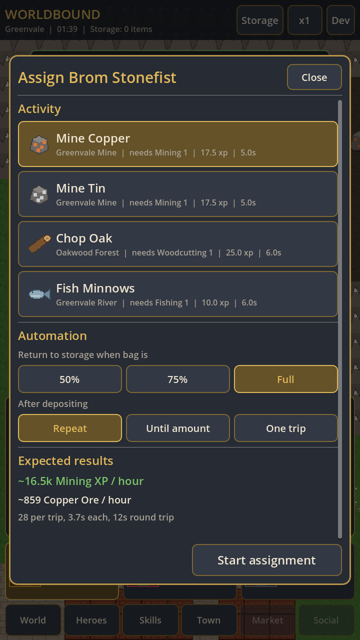 WORLDBOUND
Greenvale | 01:39 | Storage: 0 items
Storage
x1
Dev
Assign Brom Stonefist
Close
Activity
Mine Copper
Greenvale Mine | needs Mining 1 | 17.5 xp | 5.0s
Mine Tin
Greenvale Mine | needs Mining 1 | 17.5 xp | 5.0s
Chop Oak
Oakwood Forest | needs Woodcutting 1 | 25.0 xp | 6.0s
Fish Minnows
Greenvale River | needs Fishing 1 | 10.0 xp | 6.0s
Automation
Return to storage when bag is
50%
75%
Full
After depositing
Repeat
Until amount
One trip
Expected results
~16.5k Mining XP / hour
~859 Copper Ore / hour
28 per trip, 3.7s each, 12s round trip
Start assignment
World
Heroes
Skills
Town
Market
Social